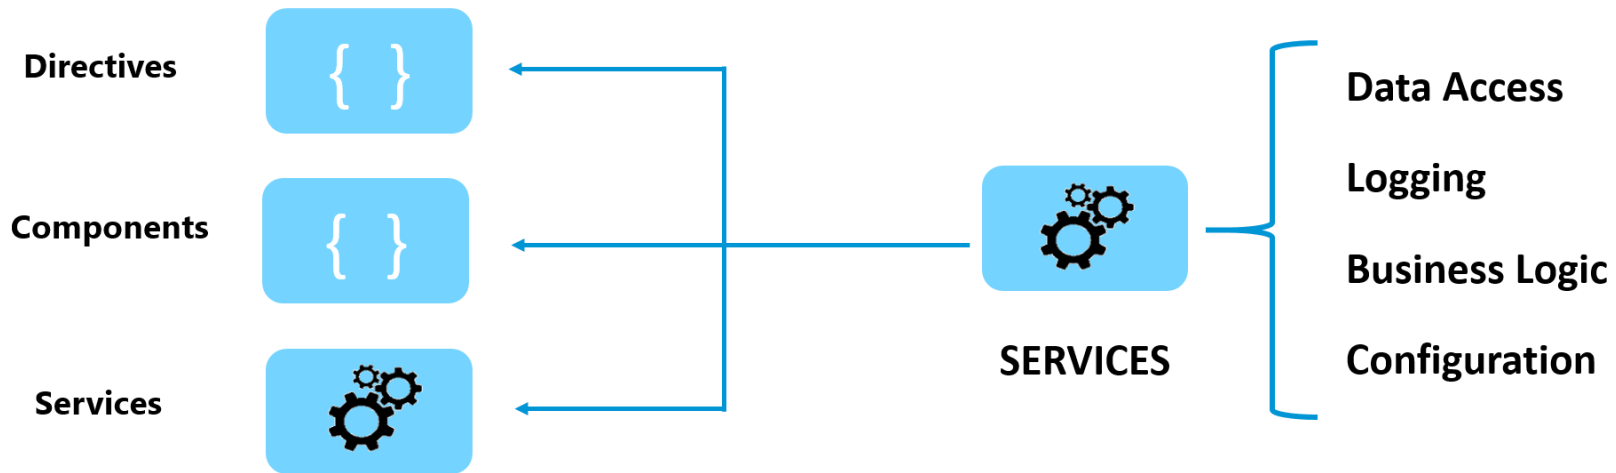 Directives
{ }
Components
{ }
Services
SERVICES
Data Access
Logging
Business Logic
Configuration